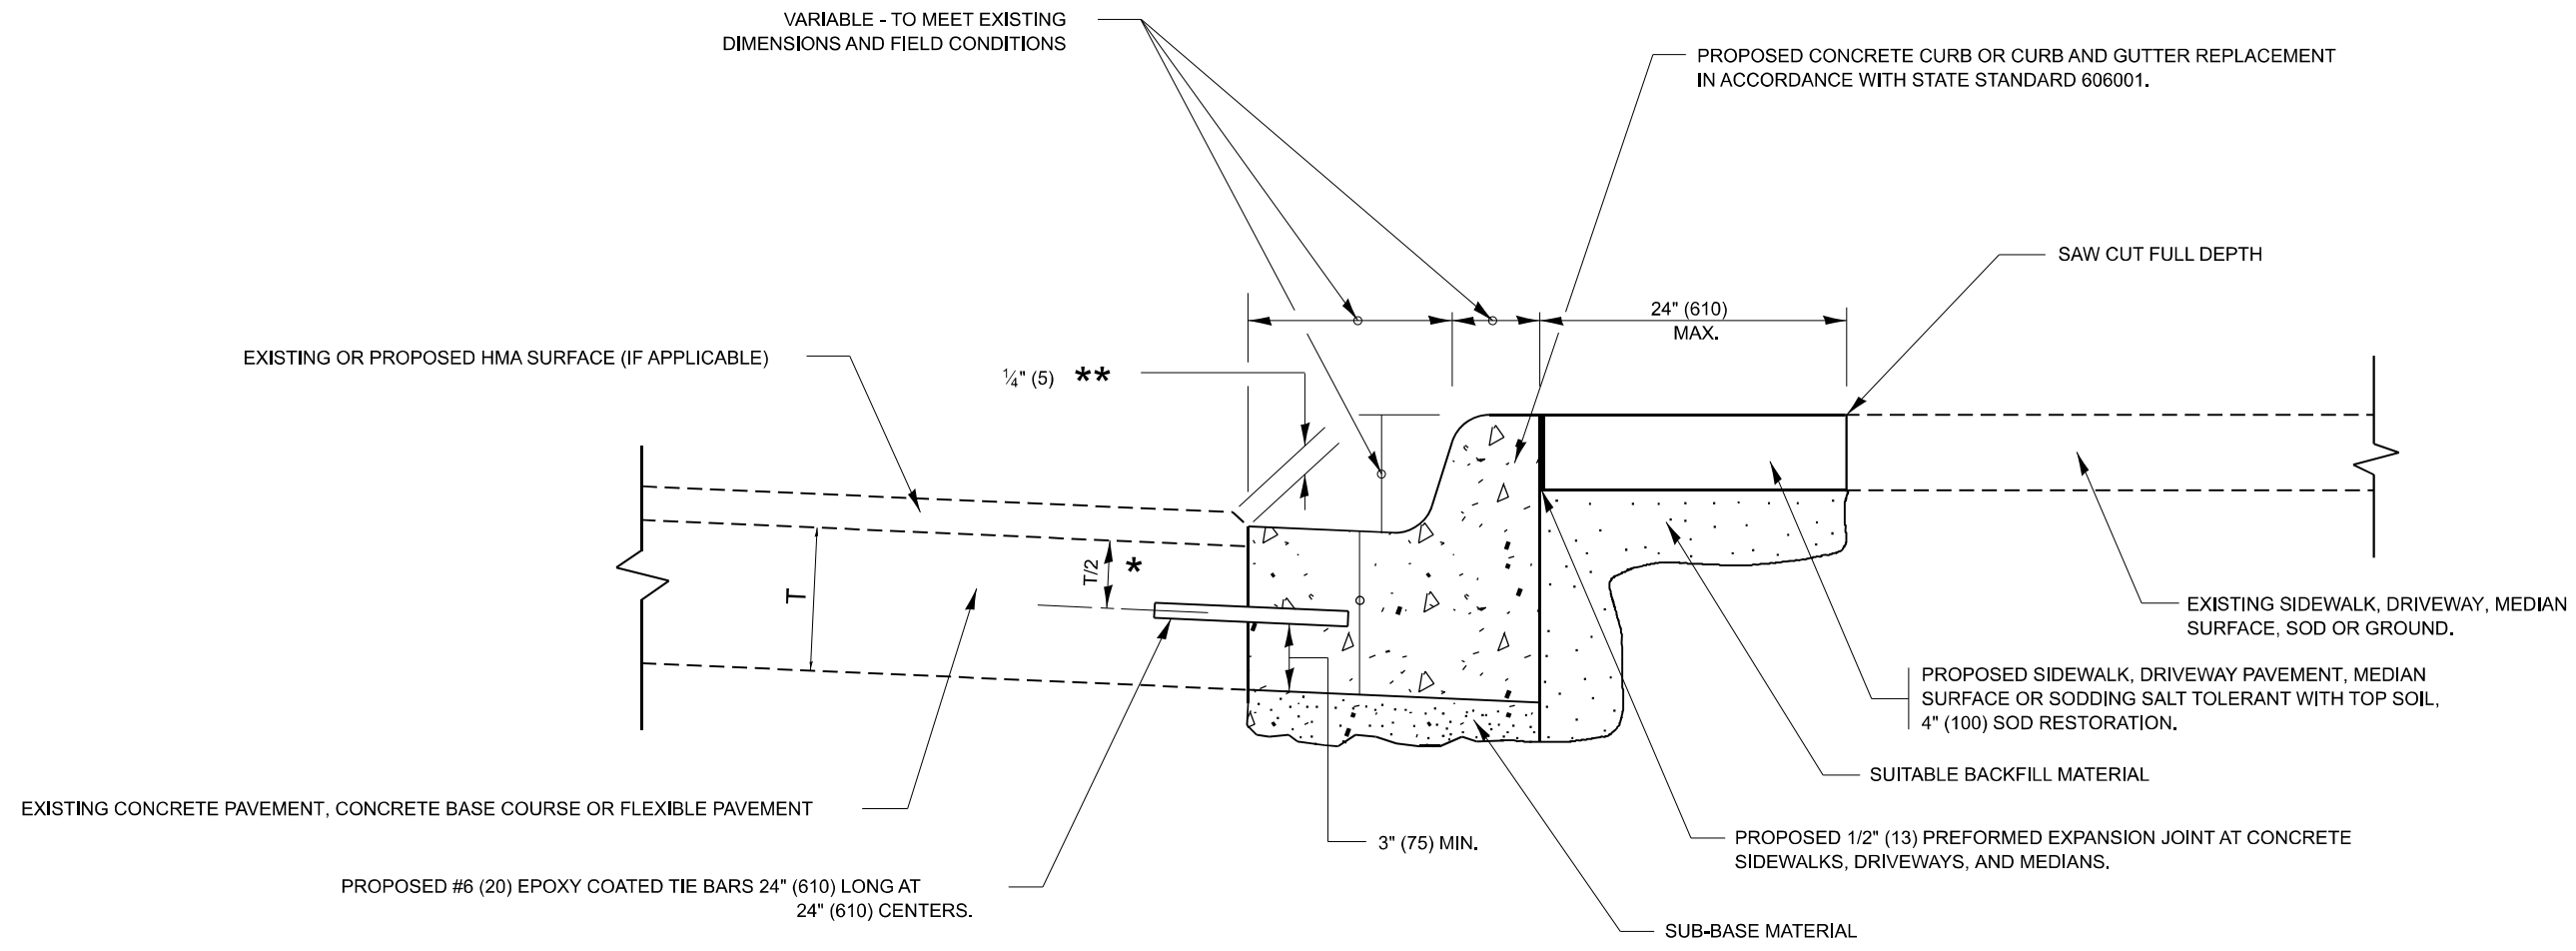 VARIABLE - TO MEET EXISTING
DIMENSIONS AND FIELD CONDITIONS
PROPOSED CONCRETE CURB OR CURB AND GUTTER REPLACEMENT
IN ACCORDANCE WITH STATE STANDARD 606001.
SAW CUT FULL DEPTH
24" (610)
MAX.
EXISTING OR PROPOSED HMA SURFACE (IF APPLICABLE)
¼" (5) **
T/2 *
T
EXISTING SIDEWALK, DRIVEWAY, MEDIAN
SURFACE, SOD OR GROUND.
PROPOSED SIDEWALK, DRIVEWAY PAVEMENT, MEDIAN
SURFACE OR SODDING SALT TOLERANT WITH TOP SOIL,
4" (100) SOD RESTORATION.
SUITABLE BACKFILL MATERIAL
EXISTING CONCRETE PAVEMENT, CONCRETE BASE COURSE OR FLEXIBLE PAVEMENT
3" (75) MIN.
PROPOSED 1/2" (13) PREFORMED EXPANSION JOINT AT CONCRETE
SIDEWALKS, DRIVEWAYS, AND MEDIANS.
PROPOSED #6 (20) EPOXY COATED TIE BARS 24" (610) LONG AT
24" (610) CENTERS.
SUB-BASE MATERIAL